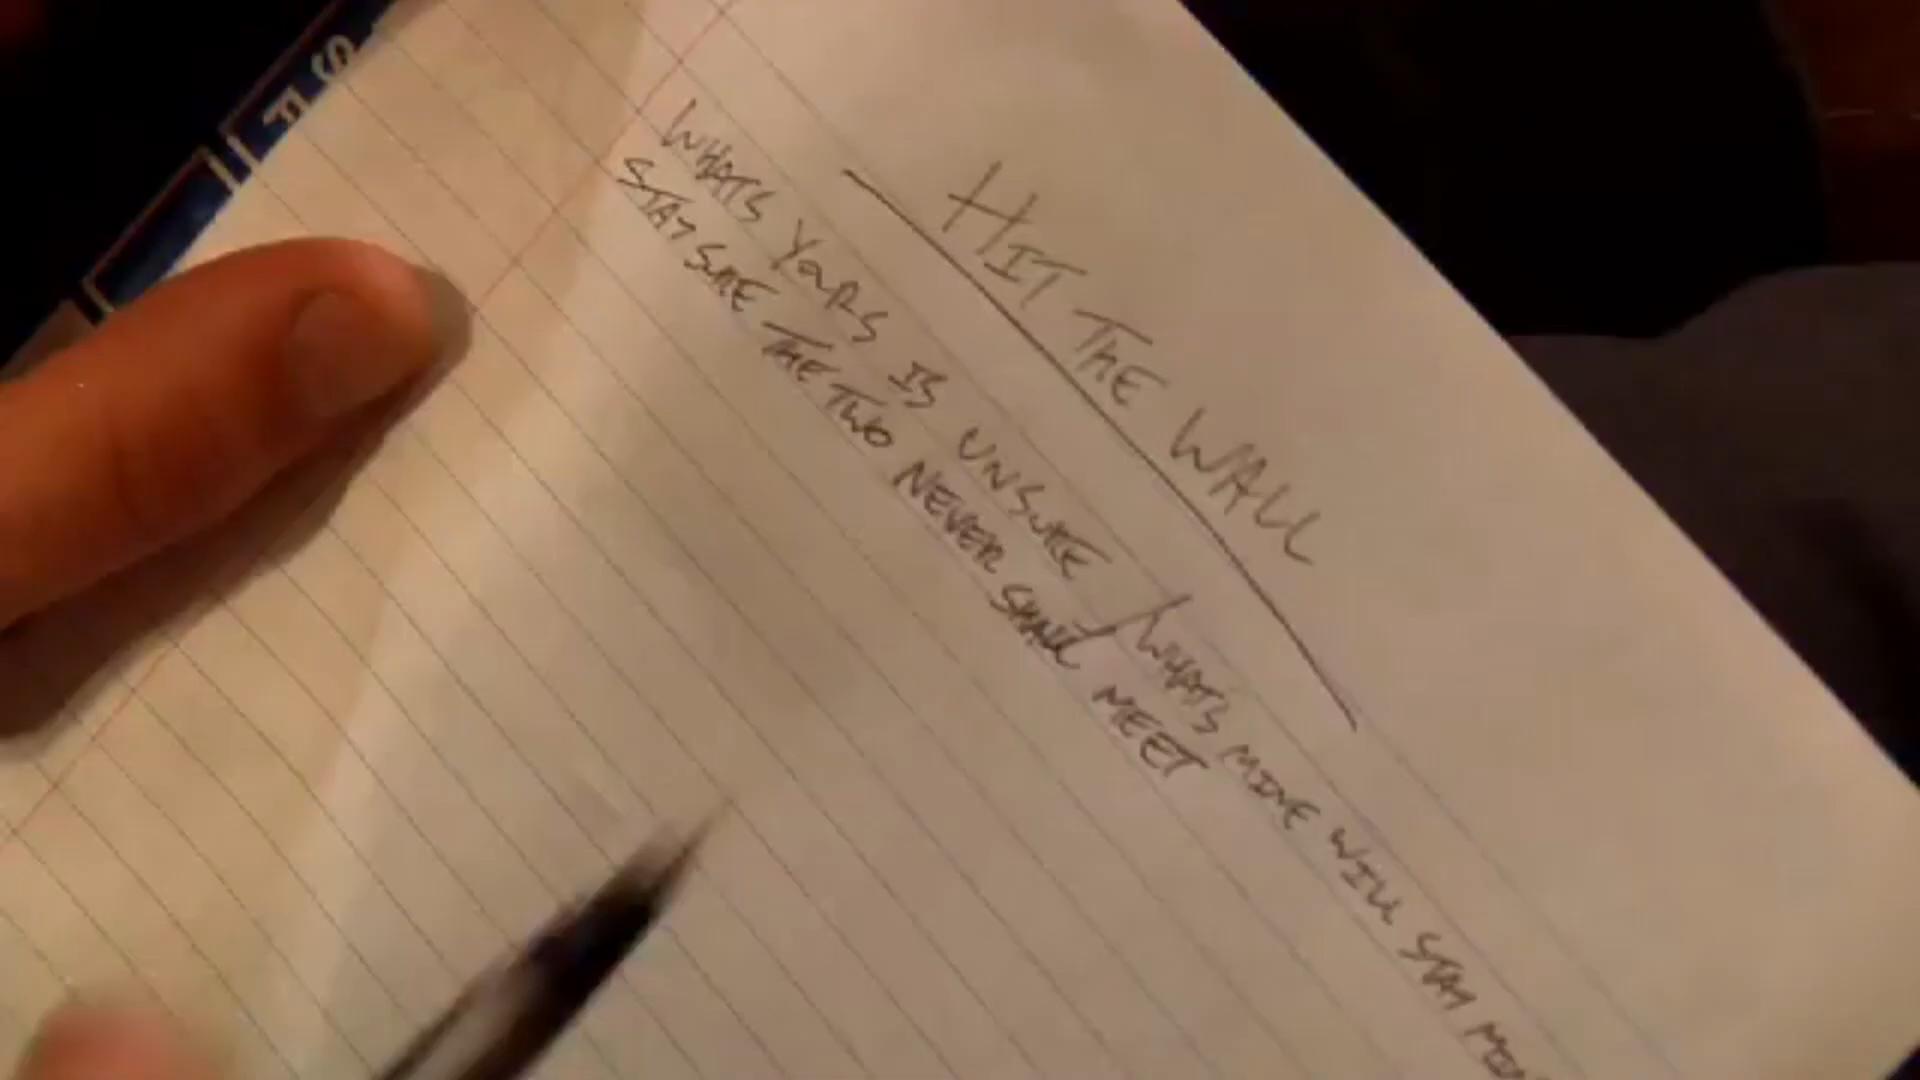 HIT THE WALL
WHATS YOURS IS UNSURE / WHATS MINE WILL STAY
STAY SURE THE TWO NEVER SHALL MEET